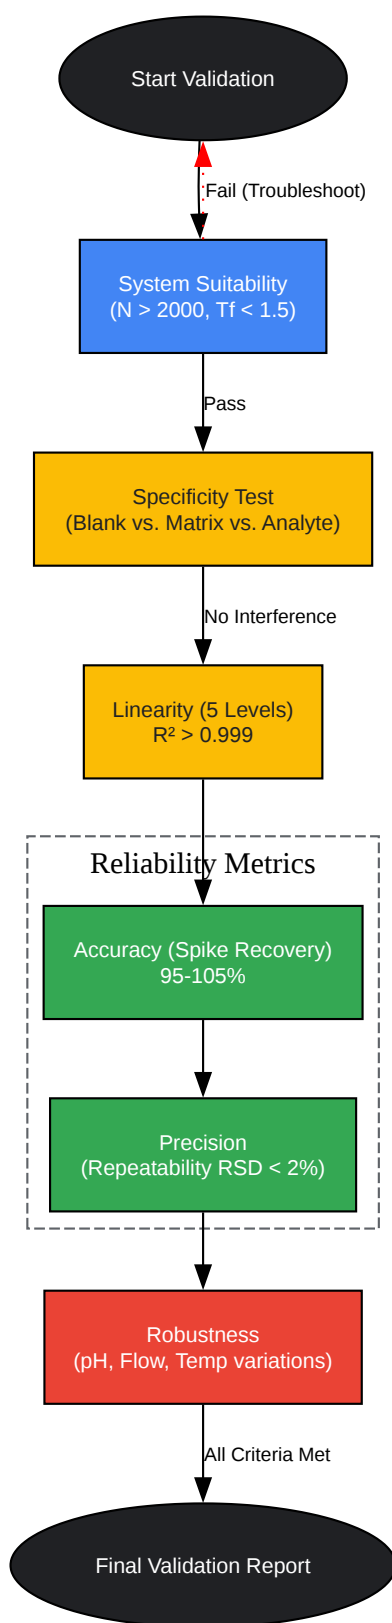 Start Validation
Fail (Troubleshoot)
System Suitability
(N > 2000, Tf < 1.5)
Pass
Specificity Test
(Blank vs. Matrix vs. Analyte)
No Interference
Linearity (5 Levels)
R² > 0.999
Reliability Metrics
Accuracy (Spike Recovery)
95-105%
Precision
(Repeatability RSD < 2%)
Robustness
(pH, Flow, Temp variations)
All Criteria Met
Final Validation Report